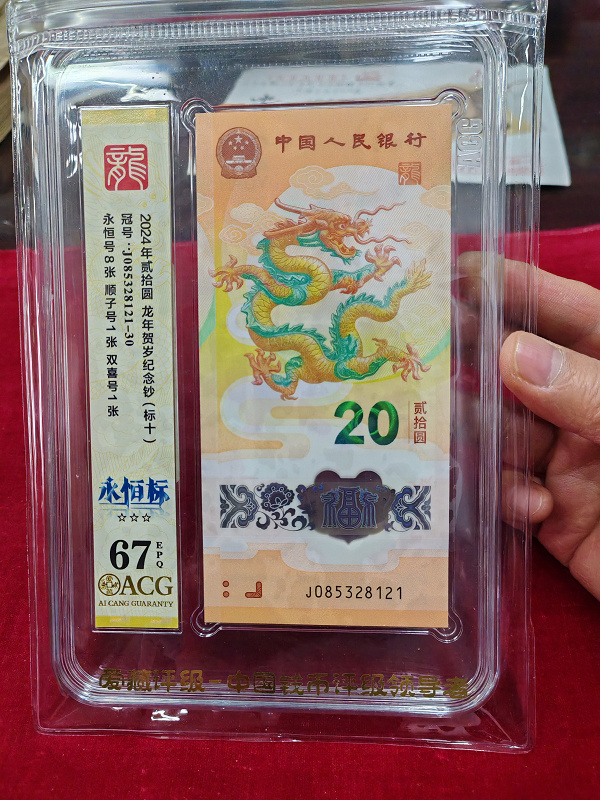 龍
2024年贰拾圆 龙年贺岁纪念钞（标十）
冠号:J085328121-30
永恒号8张 顺子号1张 双喜号1张
永恒标
☆☆☆
67 EPQ
ACG
AI CANG GUARANTY
中国人民银行
龍
20
贰拾圆
福
J085328121
ACG
爱藏评级-中国钱币评级领导者